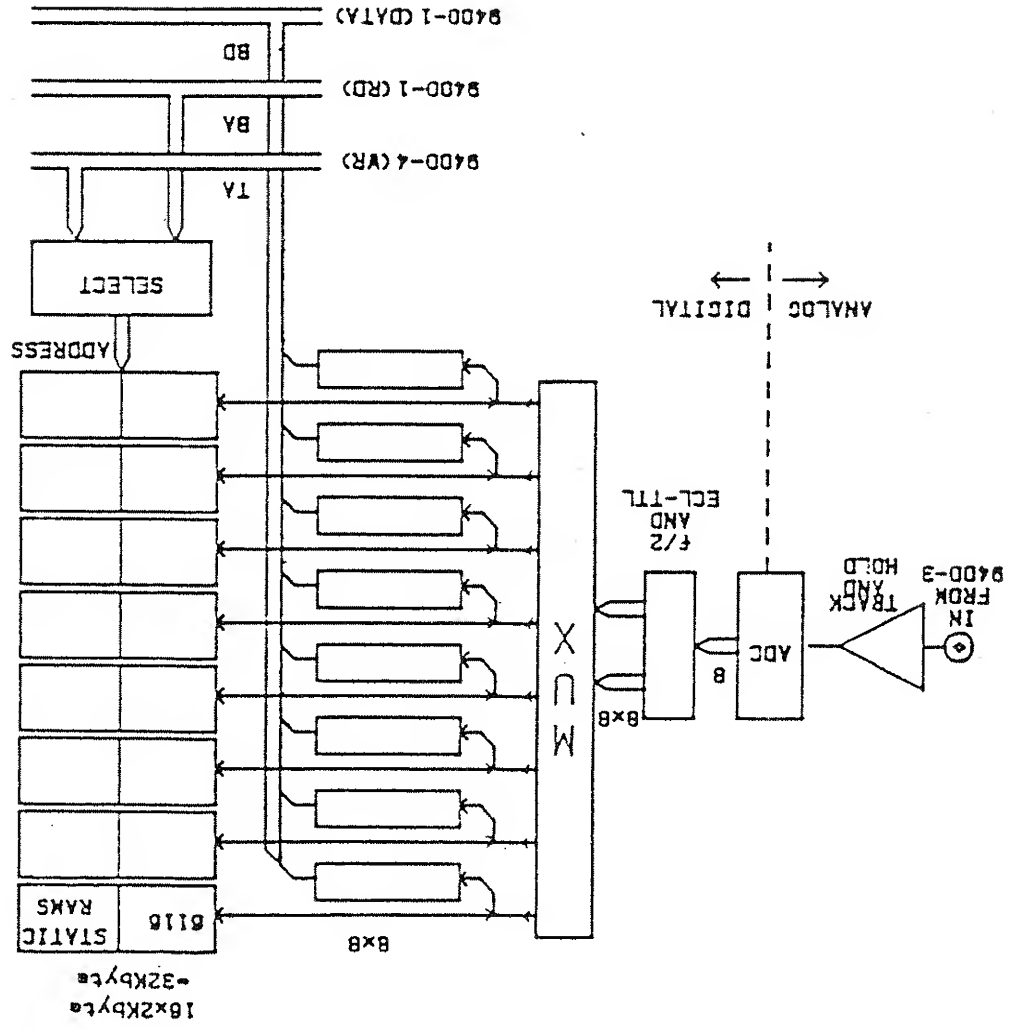 16x2Kbyte
=32Kbyte
8x8
6116
STATIC
RAMS
8x8
8
MUX
IN
FROM
9400-3
TRACK
AND
HOLD
ADC
f/2
AND
ECL-TTL
ANALOG
DIGITAL
ADDRESS
SELECT
TA
9400-4(WR)
BA
9400-1(RD)
BD
9400-1(DATA)